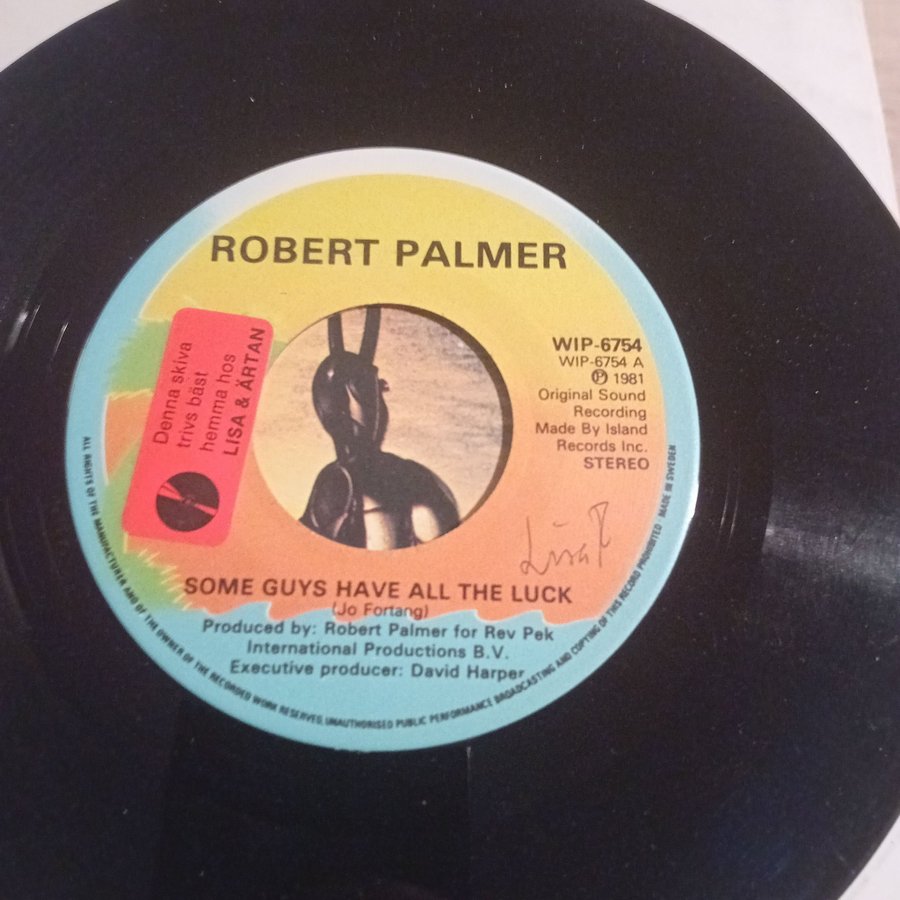 ROBERT PALMER
WIP-6754
WIP-6754 A
Ⓟ 1981
Original Sound
Recording
Made By Island
Records Inc.
STEREO
Denna skiva
trivs bäst
hemma hos
LISA & ÄRTAN
Lisa P
SOME GUYS HAVE ALL THE LUCK
(Jo Fortang)
Produced by: Robert Palmer for Rev Pek
International Productions B.V.
Executive producer: David Harper
ALL RIGHTS OF THE MANUFACTURER AND OF THE OWNER OF THE RECORDED WORK RESERVED. UNAUTHORISED PUBLIC PERFORMANCE BROADCASTING AND COPYING OF THIS RECORD PROHIBITED MADE IN SWEDEN